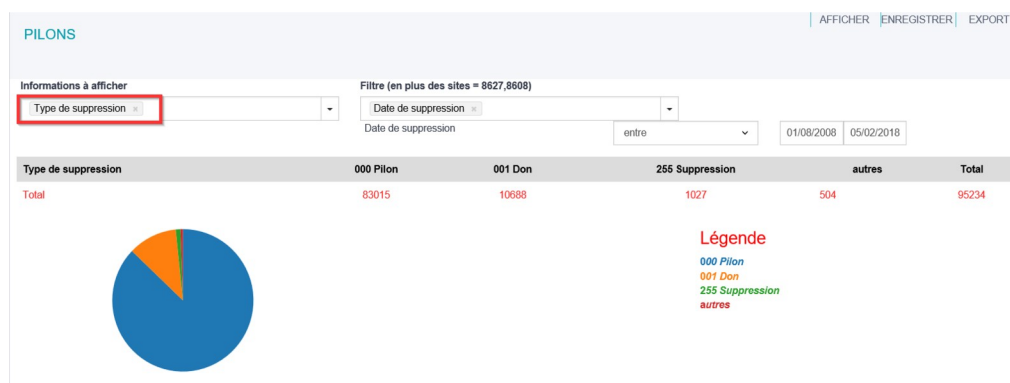 AFFICHER ENREGISTRER EXPORT
PILONS
Informations à afficher
Filtre (en plus des sites = 8627,8608)
Type de suppression ×
Date de suppression ×
Date de suppression
entre
01/08/2008 05/02/2018
Type de suppression 000 Pilon 001 Don 255 Suppression autres Total
Total 83015 10688 1027 504 95234
Légende
000 Pilon
001 Don
255 Suppression
autres